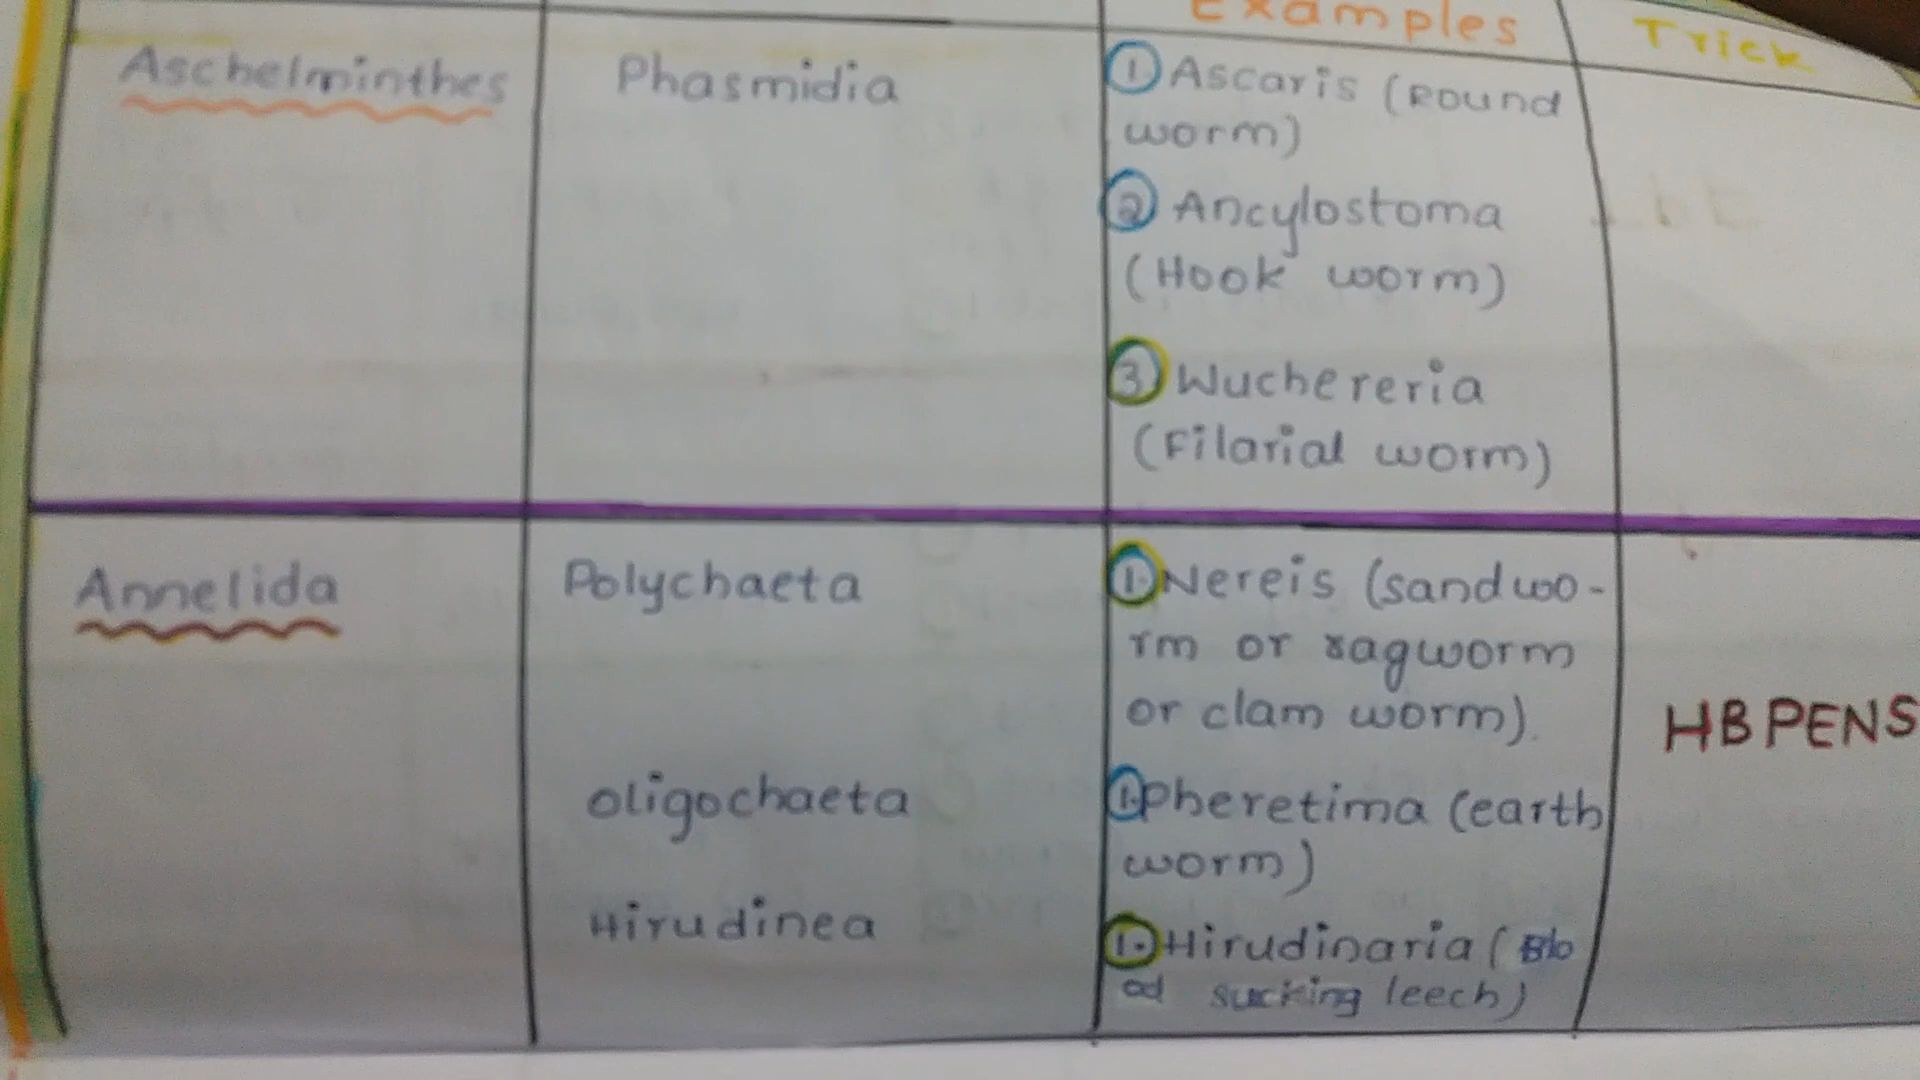 Examples
Trick
Aschelminthes
Phasmidia
1. Ascaris (Round
worm)
2 Ancylostoma
(Hook worm)
3 Wuchereria
(Filarial worm)
Annelida
Polychaeta
1. Nereis (sandwo-
rm or ragworm
or clam worm).
HBPENS
Oligochaeta
1. Pheretima (earth
worm)
Hirudinea
1. Hirudinaria (Blo
od sucking leech)